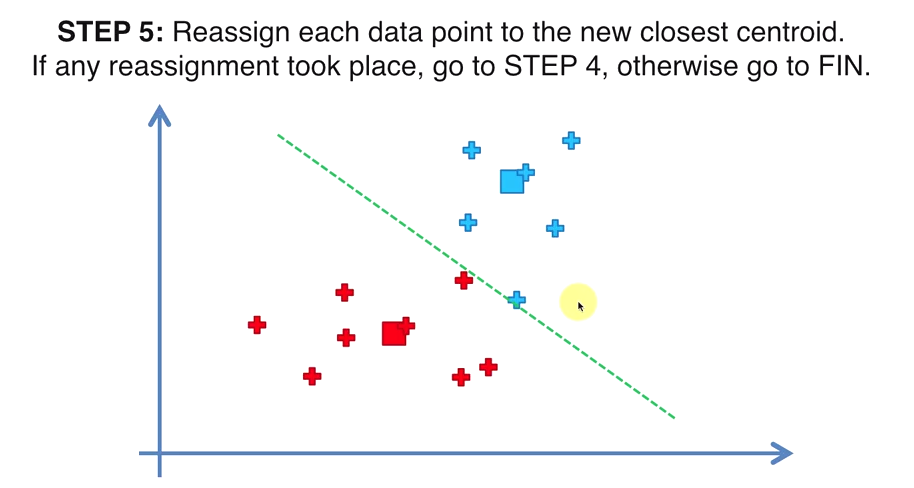 STEP 5: Reassign each data point to the new closest centroid.
If any reassignment took place, go to STEP 4, otherwise go to FIN.